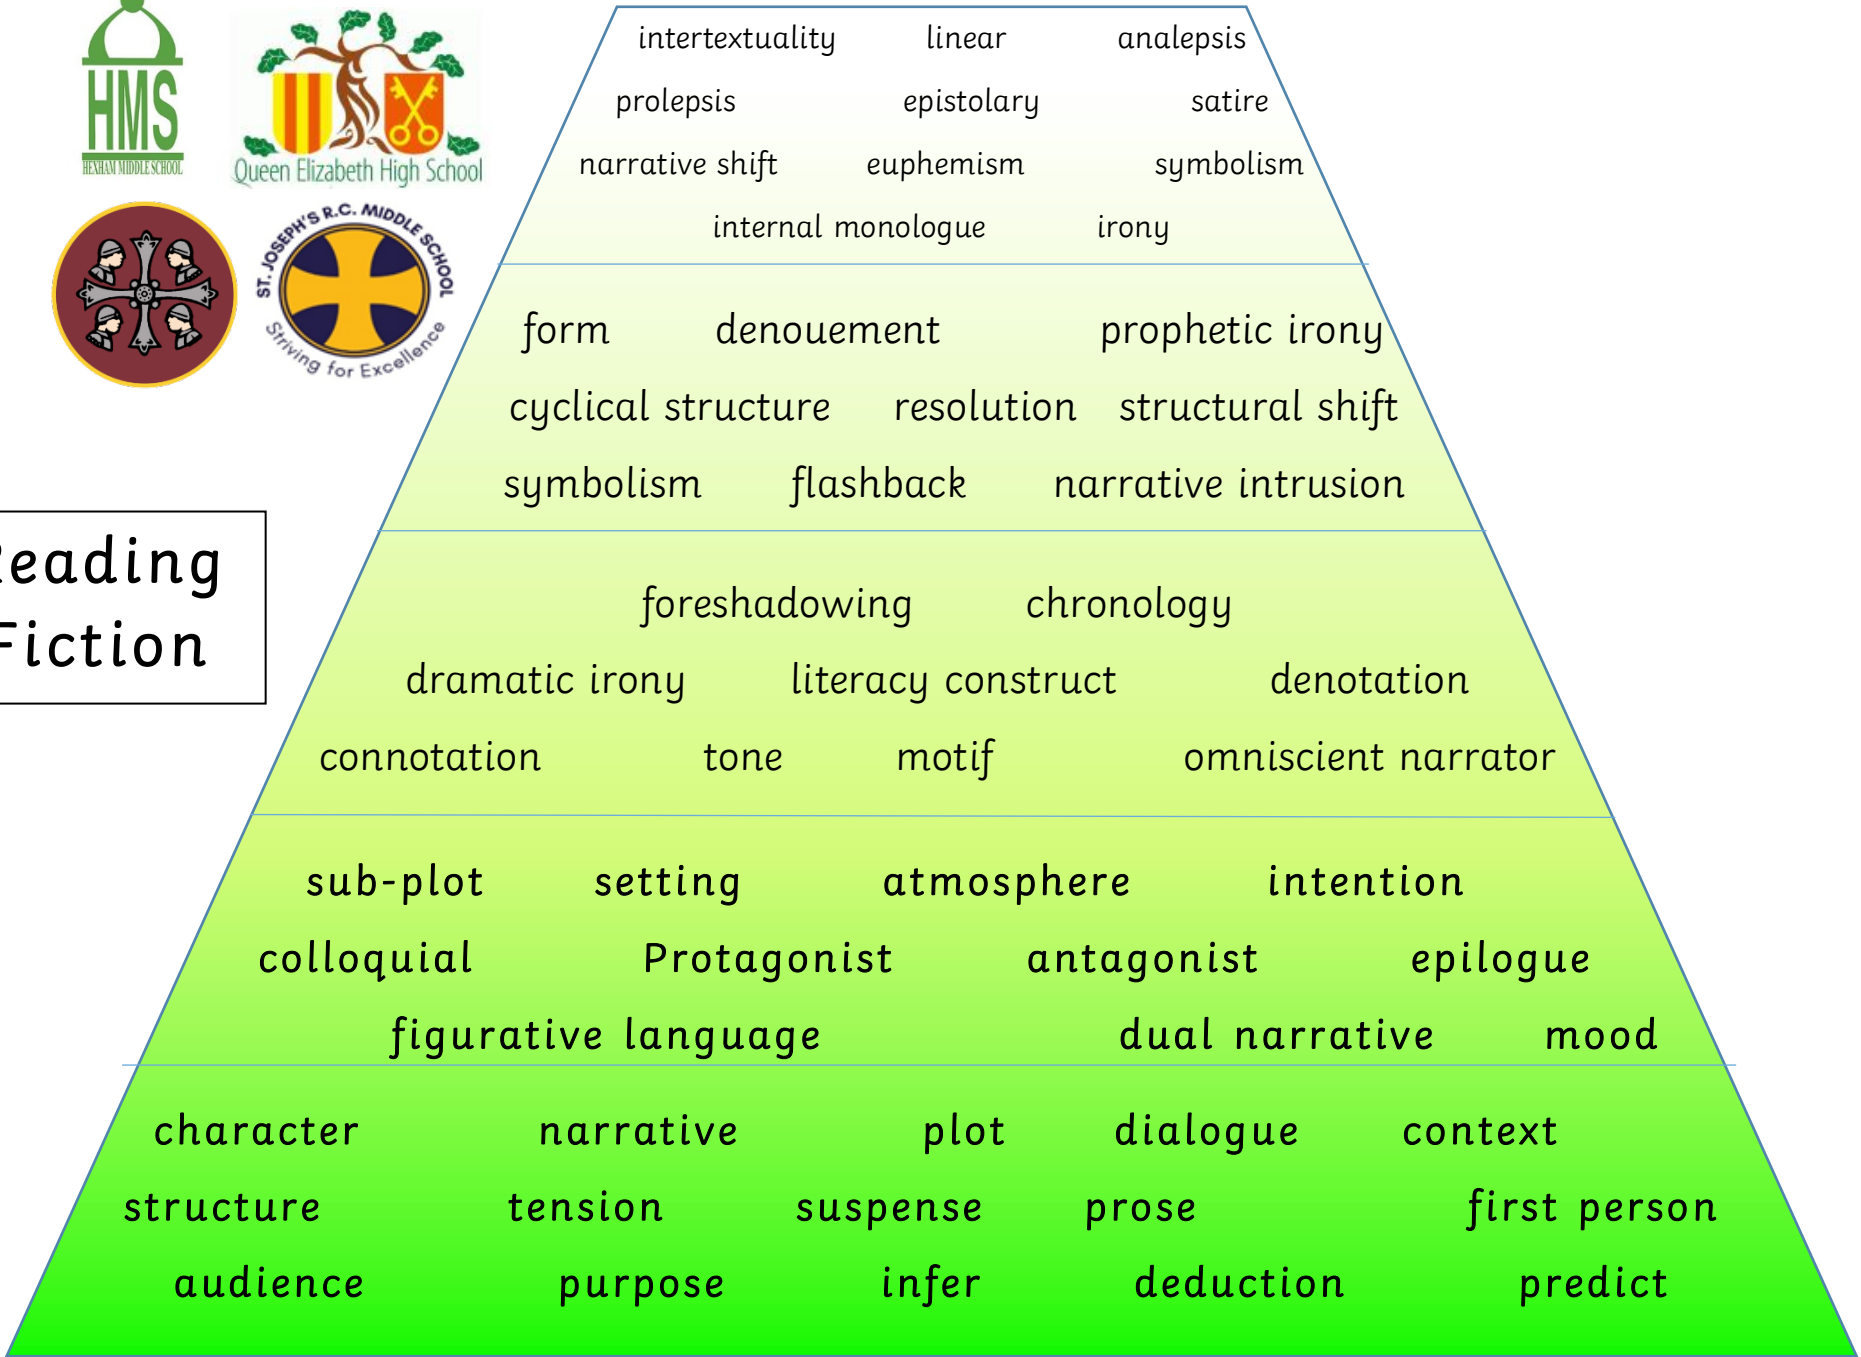 HMS
HEXHAM MIDDLE SCHOOL
Queen Elizabeth High School
ST. JOSEPH'S R.C. MIDDLE SCHOOL
Striving for Excellence
eading
Fiction
intertextuality linear analepsis
prolepsis epistolary satire
narrative shift euphemism symbolism
internal monologue irony
form denouement prophetic irony
cyclical structure resolution structural shift
symbolism flashback narrative intrusion
foreshadowing chronology
dramatic irony literacy construct denotation
connotation tone motif omniscient narrator
sub-plot setting atmosphere intention
colloquial Protagonist antagonist epilogue
figurative language dual narrative mood
character narrative plot dialogue context
structure tension suspense prose first person
audience purpose infer deduction predict